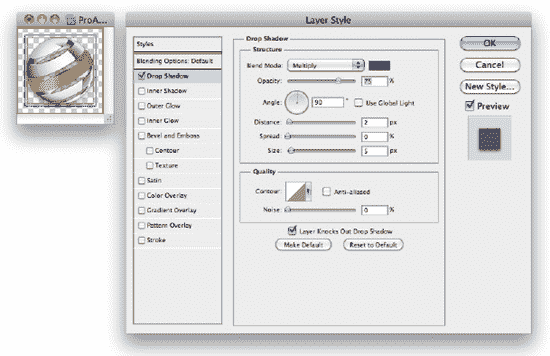 ProA...
Layer Style
Styles
Blending Options: Default
Drop Shadow
Inner Shadow
Outer Glow
Inner Glow
Bevel and Emboss
Contour
Texture
Satin
Color Overlay
Gradient Overlay
Pattern Overlay
Stroke
Drop Shadow
Structure
Blend Mode: Multiply
Opacity: 75 %
Angle: 90 ° Use Global Light
Distance: 2 px
Spread: 0 %
Size: 5 px
Quality
Contour: Anti-aliased
Noise: 0 %
Layer Knocks Out Drop Shadow
Make Default Reset to Default
OK
Cancel
New Style...
Preview